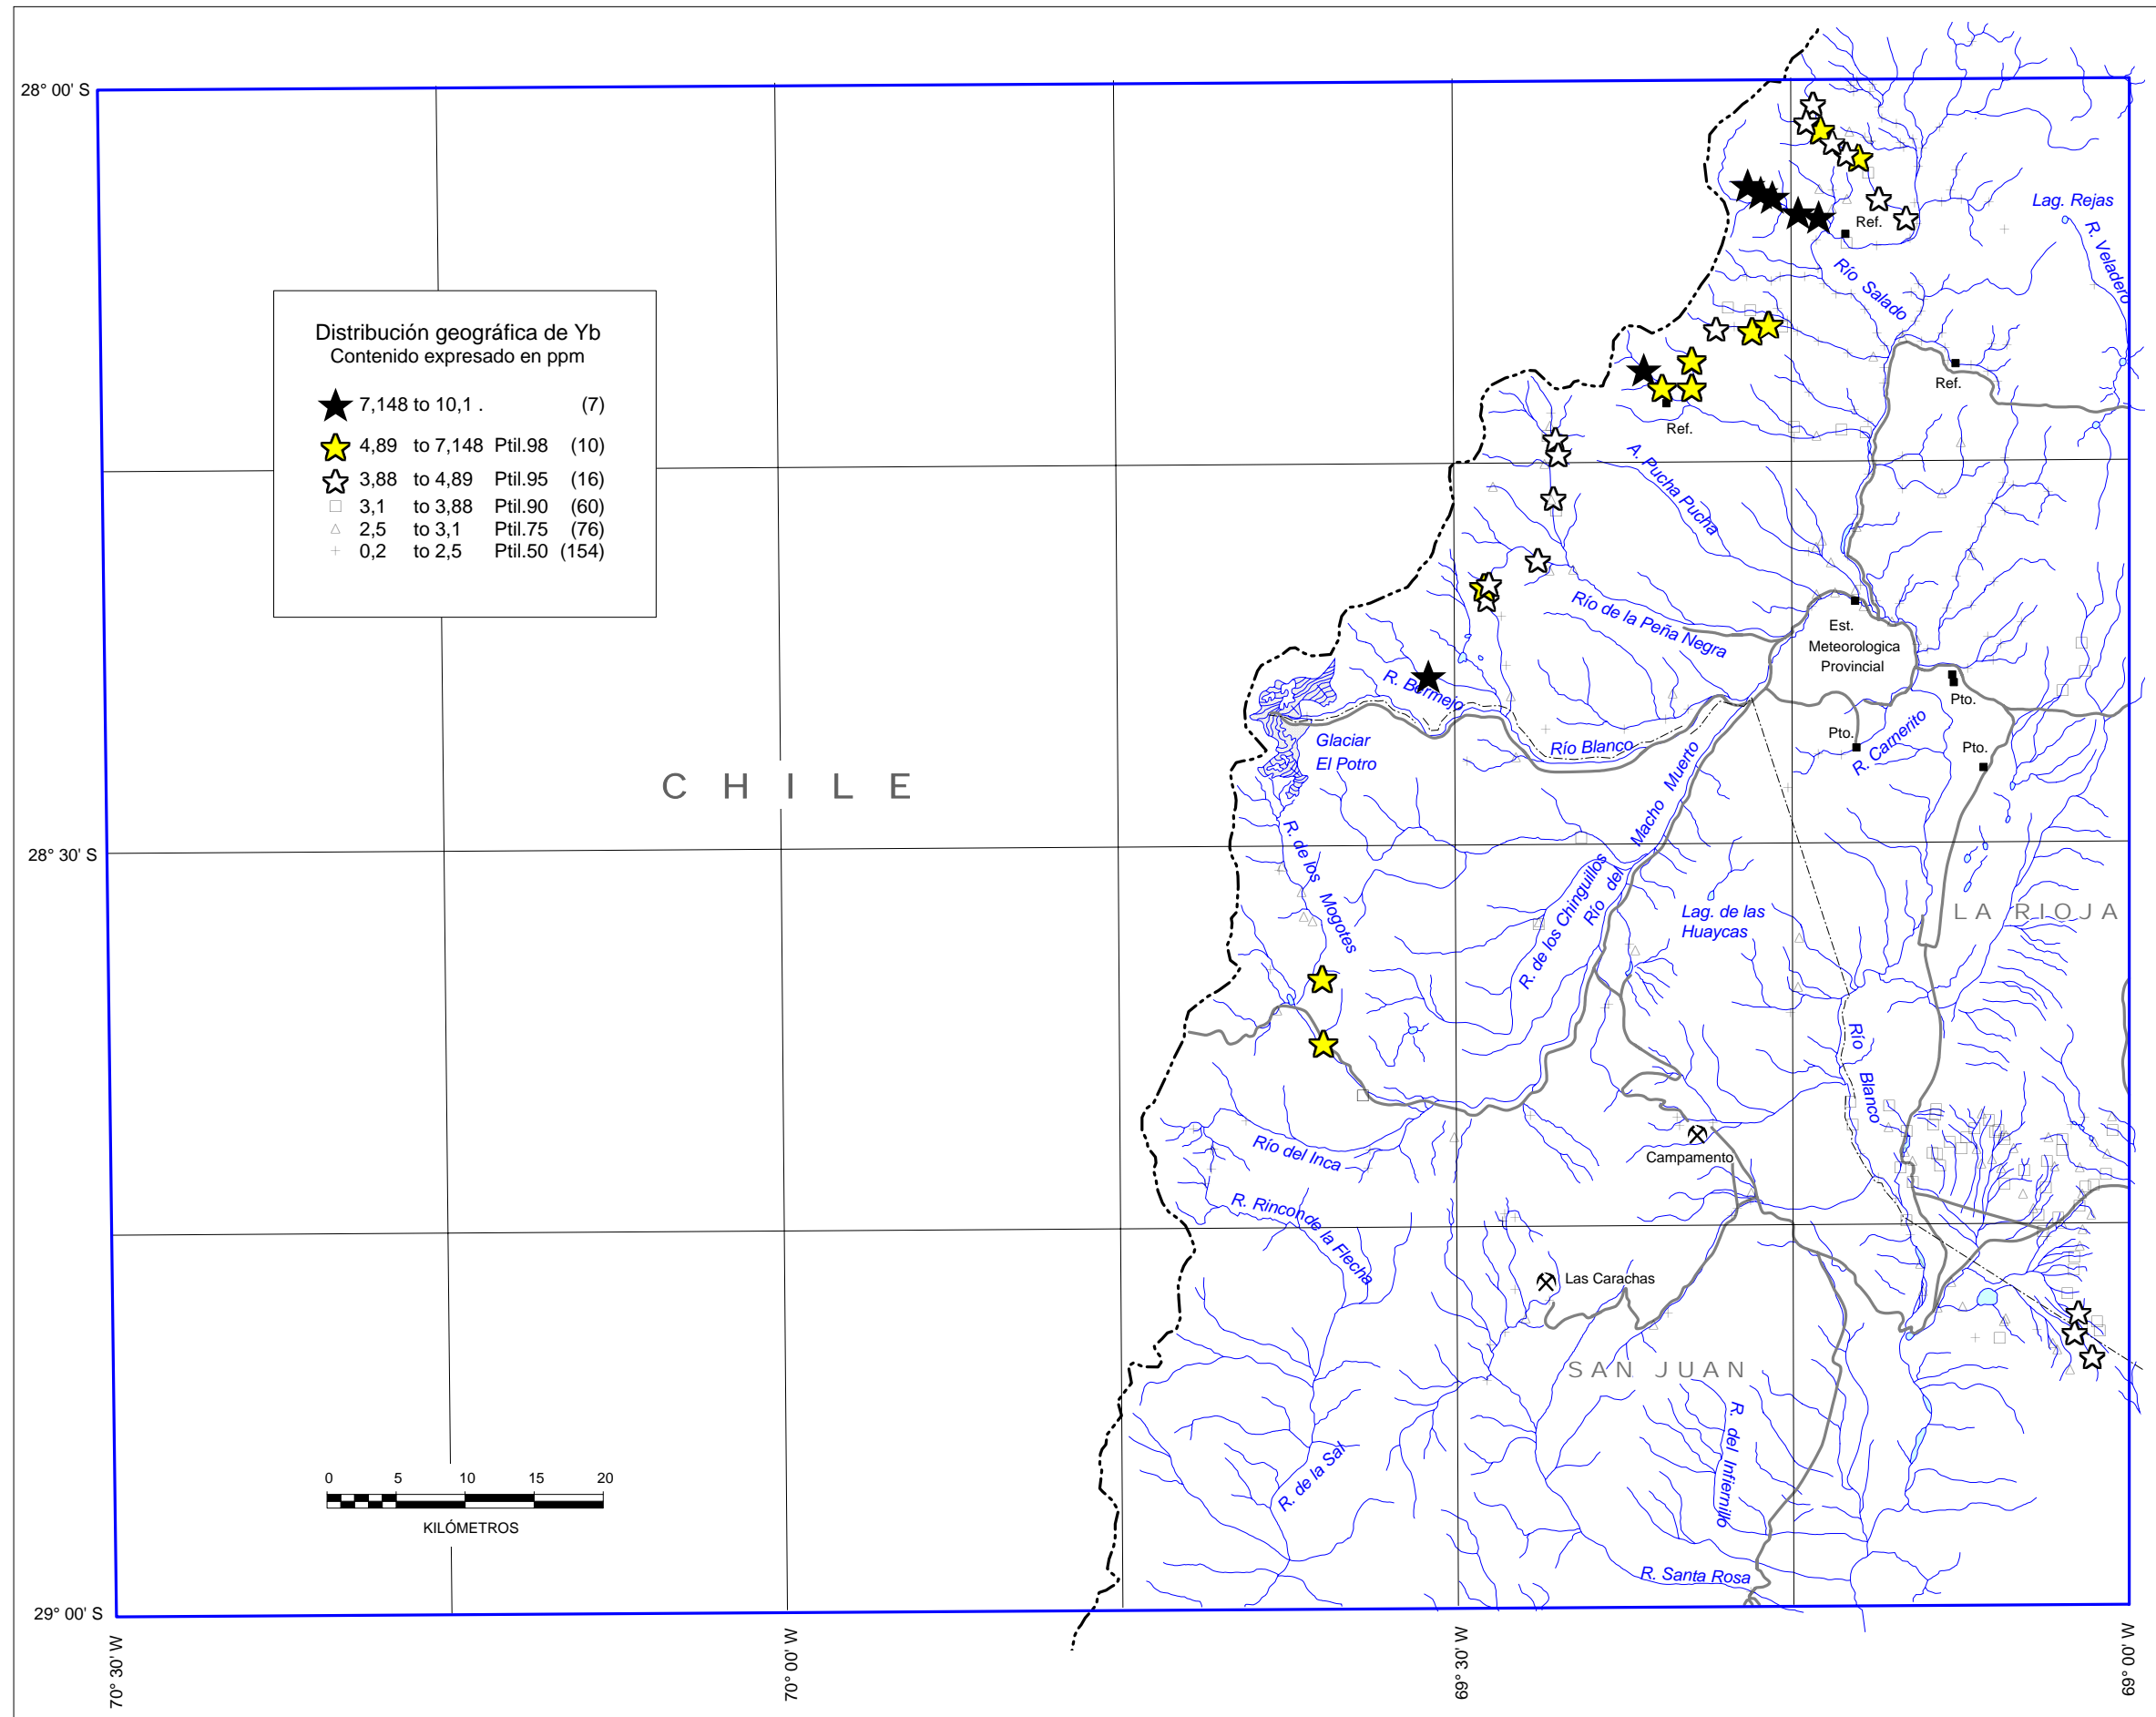 28° 00' S
Lag. Rejas
R. Veladero
Ref.
Río Salado
Distribución geográfica de Yb
Contenido expresado en ppm
7,148 to 10,1 . (7)
4,89 to 7,148 Ptil.98 (10)
3,88 to 4,89 Ptil.95 (16)
3,1 to 3,88 Ptil.90 (60)
2,5 to 3,1 Ptil.75 (76)
0,2 to 2,5 Ptil.50 (154)
Ref.
Ref.
A. Pucha Pucha
Río de la Peña Negra
Est.
Meteorologica
Provincial
R. Bermejo
Pto.
Pto.
R. Carnerito
Pto.
Glaciar
El Potro
Río Blanco
CHILE
Río del Macho Muerto
R. de los Mogotes
28° 30' S
R. de los Chinguillos
Lag. de las
Huaycas
LA RIOJA
Río Blanco
Río del Inca
Campamento
R. Rincon de la Flecha
Las Carachas
SAN JUAN
R. del Infiernillo
R. de la Sal
0 5 10 15 20
KILÓMETROS
R. Santa Rosa
29° 00' S
70° 30' W
70° 00' W
69° 30' W
69° 00' W